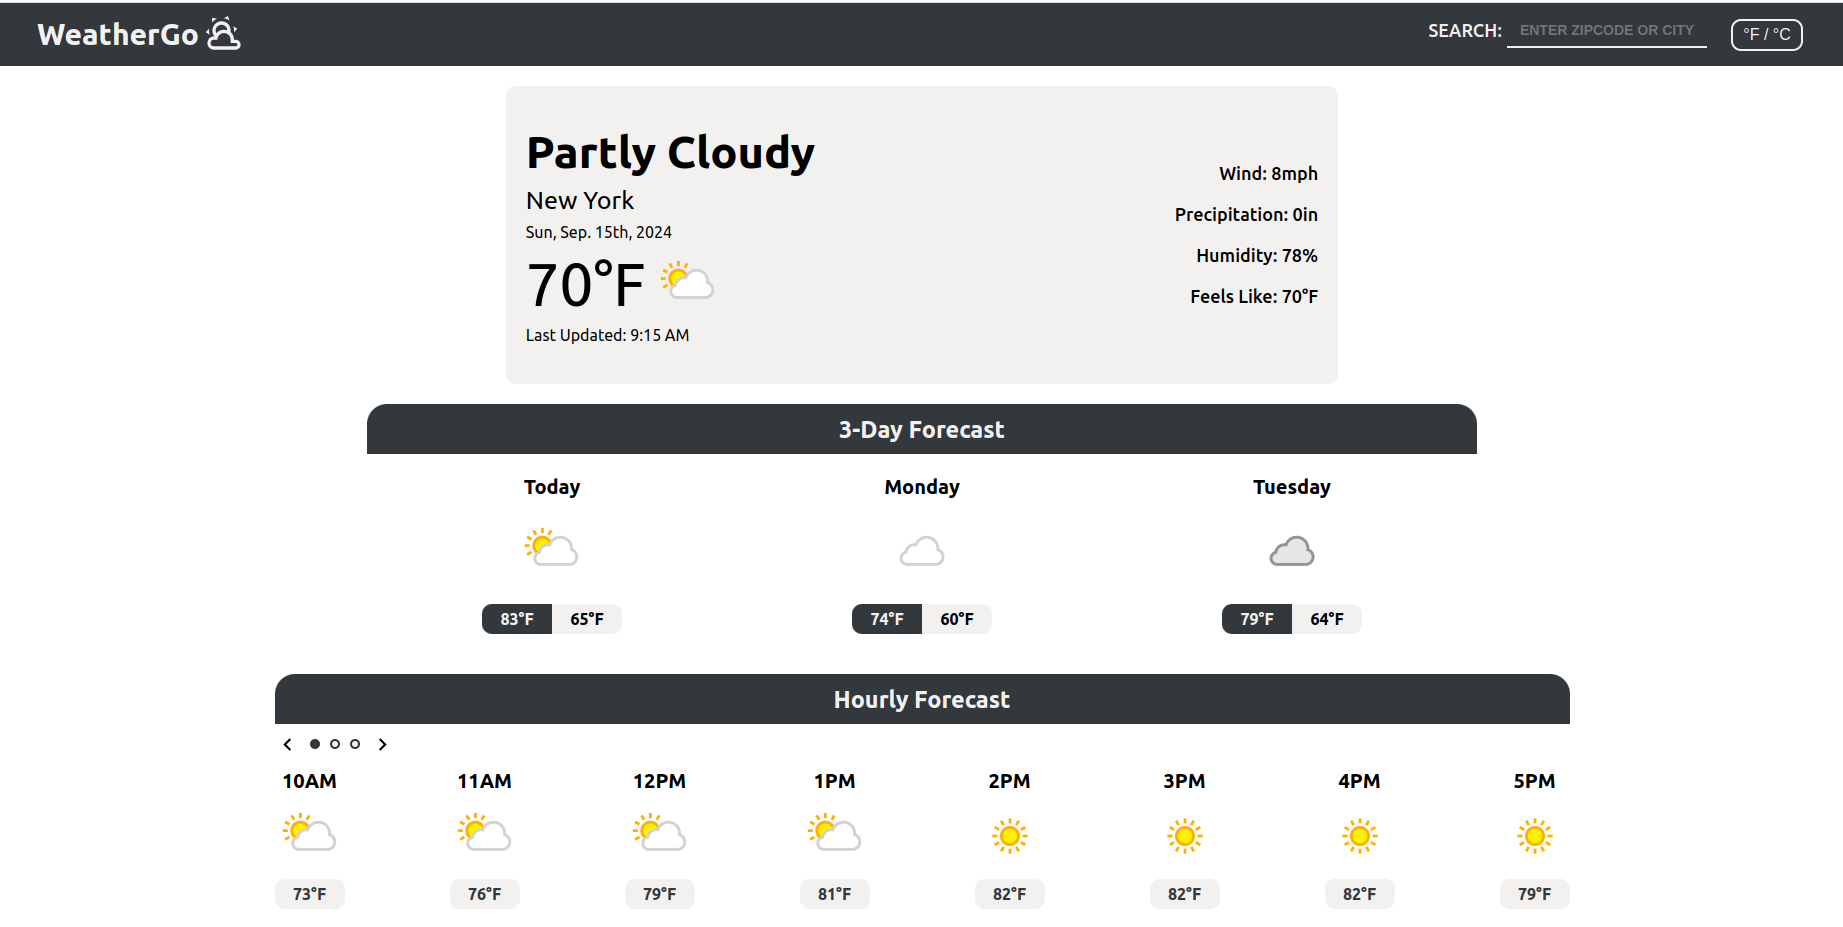 WeatherGo
SEARCH: ENTER ZIPCODE OR CITY
°F / °C
Partly Cloudy
New York
Sun, Sep. 15th, 2024
70°F
Last Updated: 9:15 AM
Wind: 8mph
Precipitation: 0in
Humidity: 78%
Feels Like: 70°F
3-Day Forecast
Today Monday Tuesday
83°F 65°F 74°F 60°F 79°F 64°F
Hourly Forecast
10AM 11AM 12PM 1PM 2PM 3PM 4PM 5PM
73°F 76°F 79°F 81°F 82°F 82°F 82°F 79°F